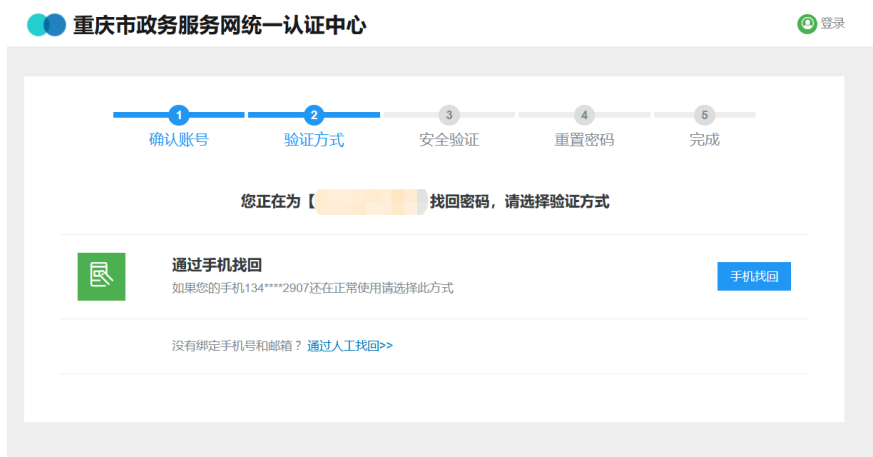 重庆市政务服务网统一认证中心
登录
1 2 3 4 5
确认账号 验证方式 安全验证 重置密码 完成
您正在为【 找回密码，请选择验证方式
通过手机找回
如果您的手机134****2907还在正常使用请选择此方式
手机找回
没有绑定手机号和邮箱？通过人工找回>>